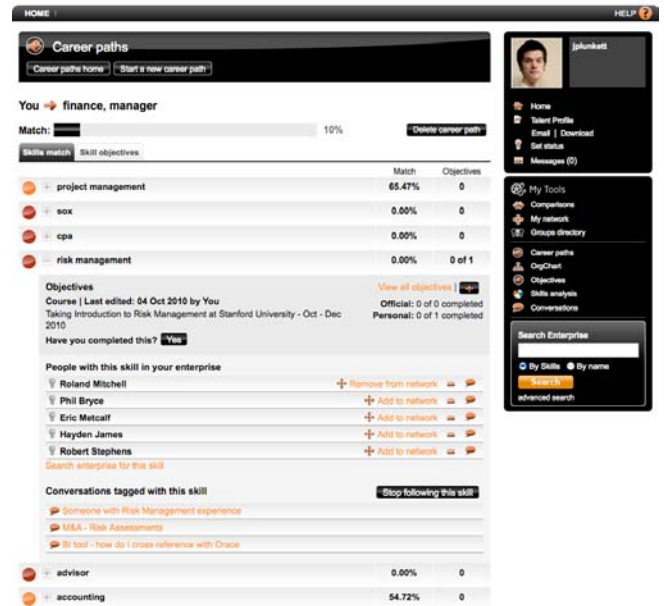 HOME
HELP ?
Career paths
Career paths home
Start a new career path
You finance, manager
Match: 10% Delete career path
Skills match Skill objectives
Match Objectives
project management 65.47% 0
sox 0.00% 0
cpa 0.00% 0
risk management 0.00% 0 of 1
Objectives View all objectives |
Course | Last edited: 04 Oct 2010 by You Official: 0 of 0 completed
Taking Introduction to Risk Management at Stanford University - Oct - Dec Personal: 0 of 1 completed
2010
Have you completed this? Yes
People with this skill in your enterprise
Roland Mitchell Remove from network
Phil Bryce Add to network
Eric Metcalf Add to network
Hayden James Add to network
Robert Stephens Add to network
Search enterprise for this skill
Conversations tagged with this skill Stop following this skill
Someone with Risk Management experience
M&A - Risk Assessments
BI tool - how do i cross reference with Orace
advisor 0.00% 0
accounting 54.72% 0
jplunkett
Home
Talent Profile
Email | Download
Set status
Messages (0)
My Tools
Comparisons
My network
Groups directory
Career paths
OrgChart
Objectives
Skills analysis
Conversations
Search Enterprise
By Skills By name
Search
advanced search